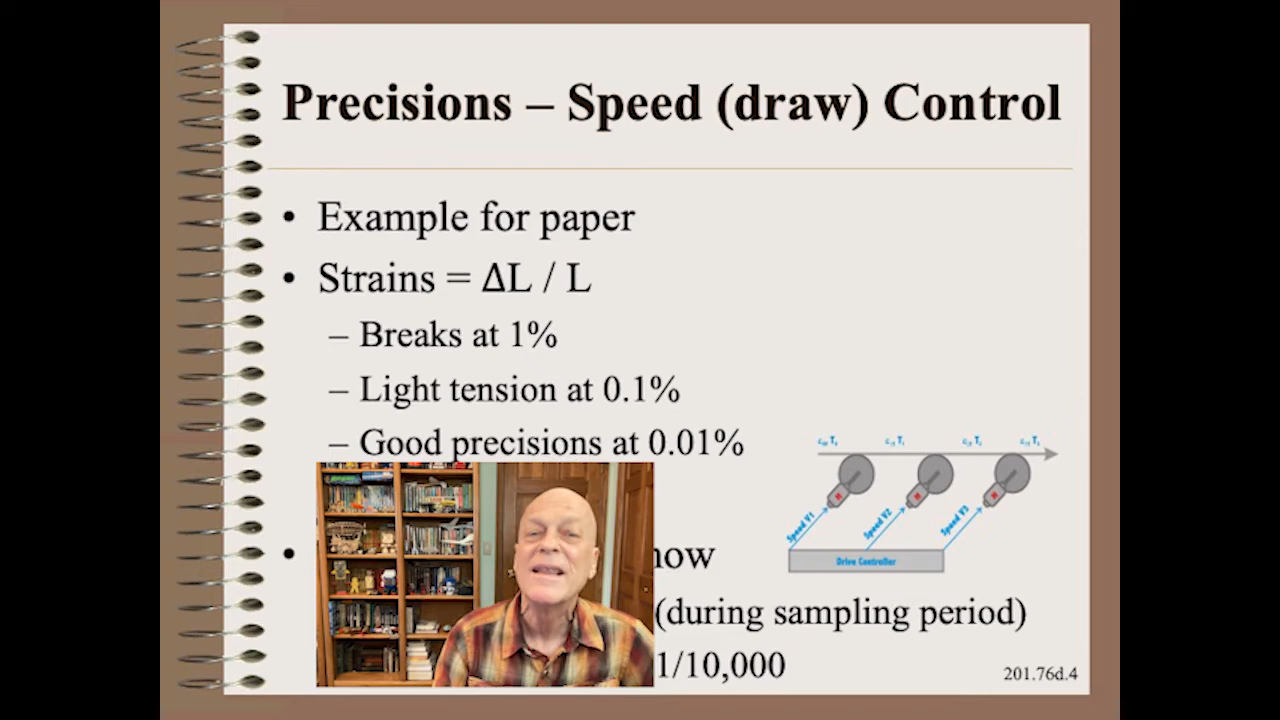 Precisions – Speed (draw) Control
• Example for paper
• Strains = ΔL / L
– Breaks at 1%
– Light tension at 0.1%
– Good precisions at 0.01%
Speed V1
Speed V2
Speed V3
Drive Controller
(during sampling period)
1/10,000
201.76d.4